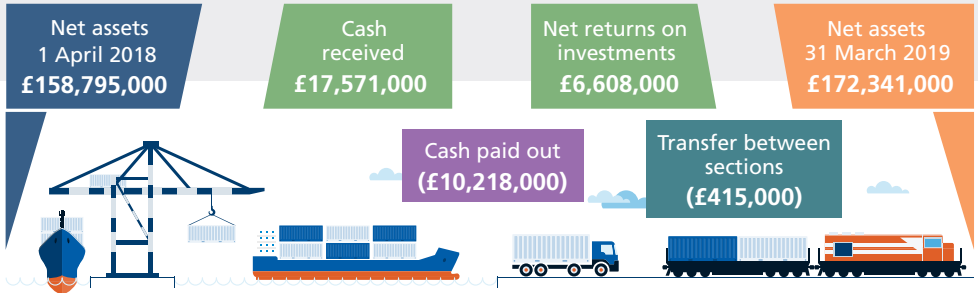 Net assets
1 April 2018
£158,795,000
Cash
received
£17,571,000
Net returns on
investments
£6,608,000
Net assets
31 March 2019
£172,341,000
Cash paid out
(£10,218,000)
Transfer between
sections
(£415,000)